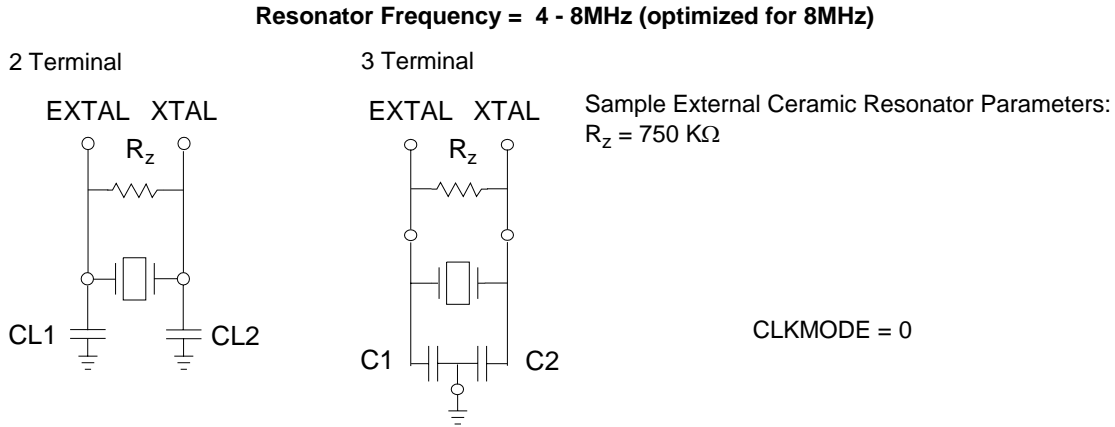 Resonator Frequency = 4 - 8MHz (optimized for 8MHz)
2 Terminal
3 Terminal
EXTAL XTAL
EXTAL XTAL
Sample External Ceramic Resonator Parameters:
Rz = 750 KΩ
Rz
Rz
CL1
CL2
C1
C2
CLKMODE = 0